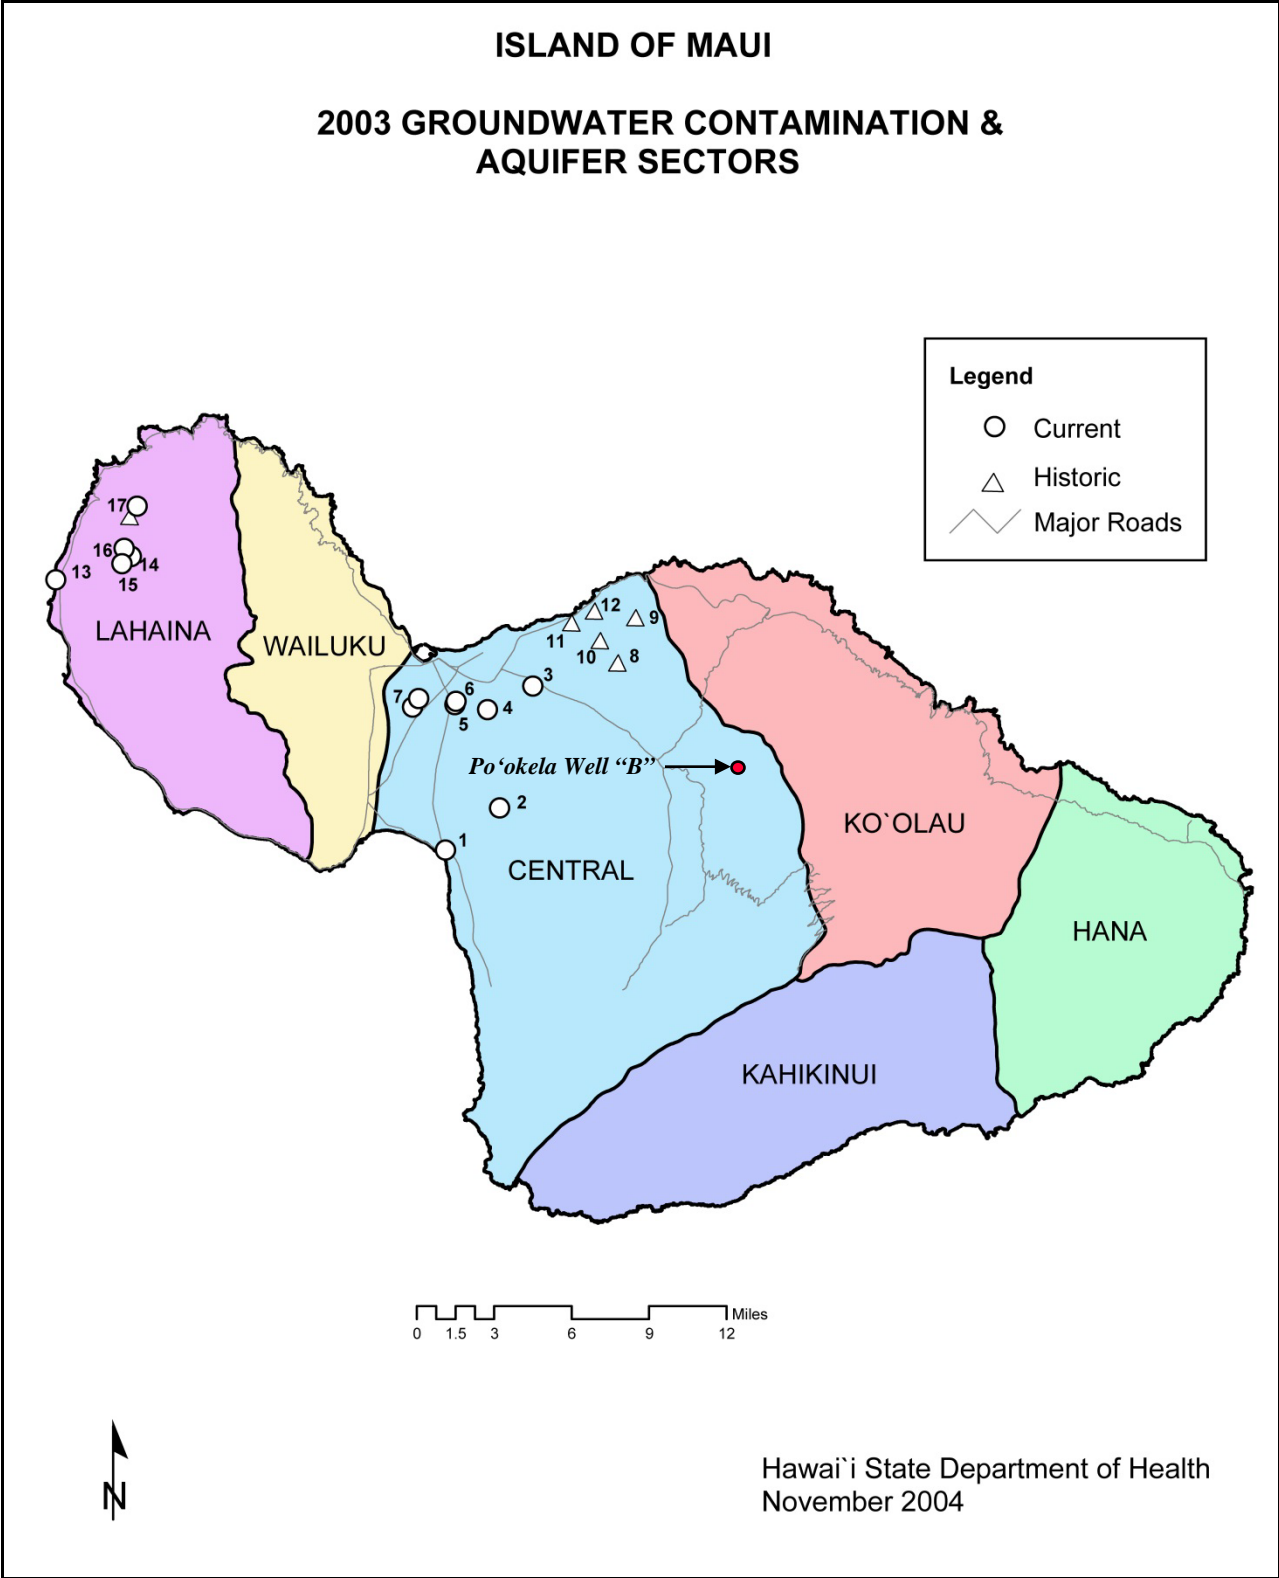 ISLAND OF MAUI
2003 GROUNDWATER CONTAMINATION &
AQUIFER SECTORS
Legend
Current
Historic
Major Roads
17
16
14
13
15
LAHAINA
WAILUKU
12
9
11
10
8
3
7
6
4
5
Po‘okela Well “B”
2
1
CENTRAL
KO`OLAU
HANA
KAHIKINUI
Miles
0 1.5 3 6 9 12
N
Hawai`i State Department of Health
November 2004